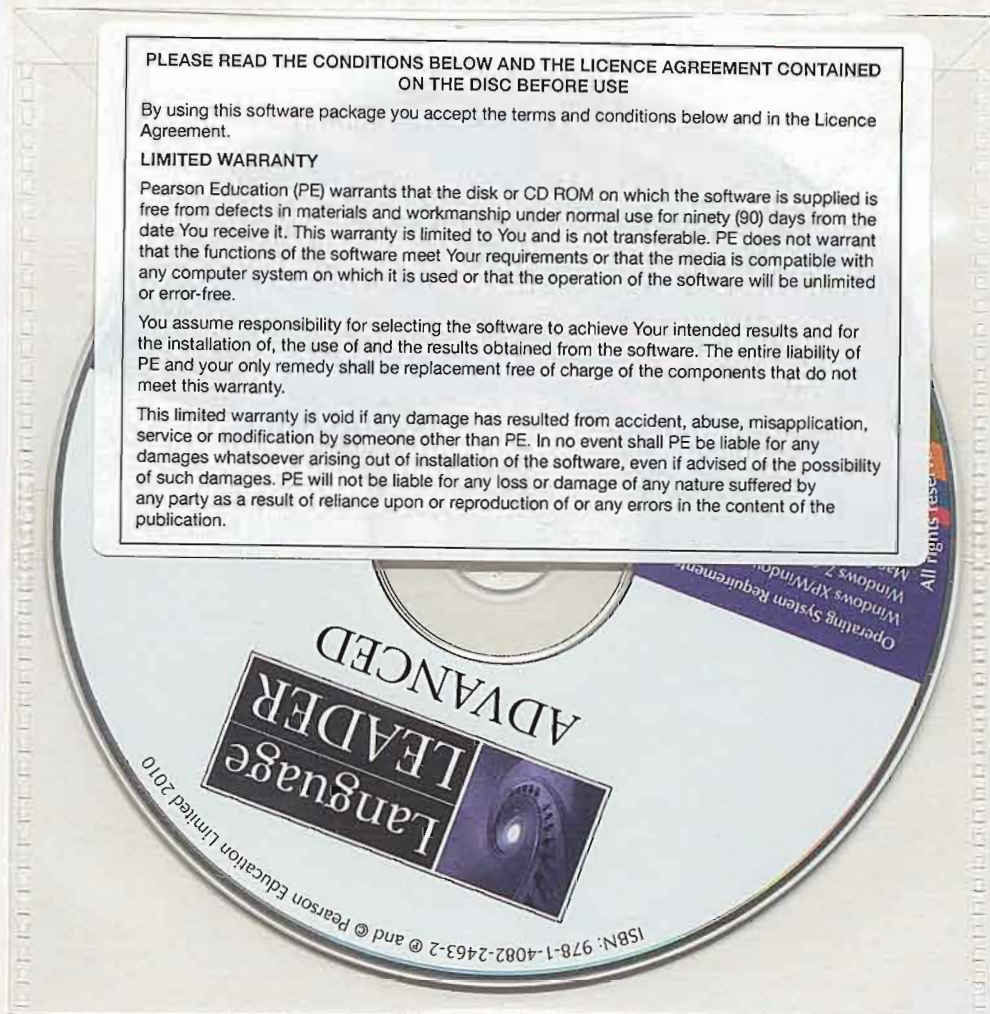 PLEASE READ THE CONDITIONS BELOW AND THE LICENCE AGREEMENT CONTAINED
ON THE DISC BEFORE USE
By using this software package you accept the terms and conditions below and in the Licence
Agreement.
LIMITED WARRANTY
Pearson Education (PE) warrants that the disk or CD ROM on which the software is supplied is
free from defects in materials and workmanship under normal use for ninety (90) days from the
date You receive it. This warranty is limited to You and is not transferable. PE does not warrant
that the functions of the software meet Your requirements or that the media is compatible with
any computer system on which it is used or that the operation of the software will be unlimited
or error-free.
You assume responsibility for selecting the software to achieve Your intended results and for
the installation of, the use of and the results obtained from the software. The entire liability of
PE and your only remedy shall be replacement free of charge of the components that do not
meet this warranty.
This limited warranty is void if any damage has resulted from accident, abuse, misapplication,
service or modification by someone other than PE. In no event shall PE be liable for any
damages whatsoever arising out of installation of the software, even if advised of the possibility
of such damages. PE will not be liable for any loss or damage of any nature suffered by
any party as a result of reliance upon or reproduction of or any errors in the content of the
publication.
All rights
Operating System
Windows XP
Windows 7
ADVANCED
Language
LEADER
ISBN: 978-1-4082-2463-2 ℗ and © Pearson Education Limited 2010